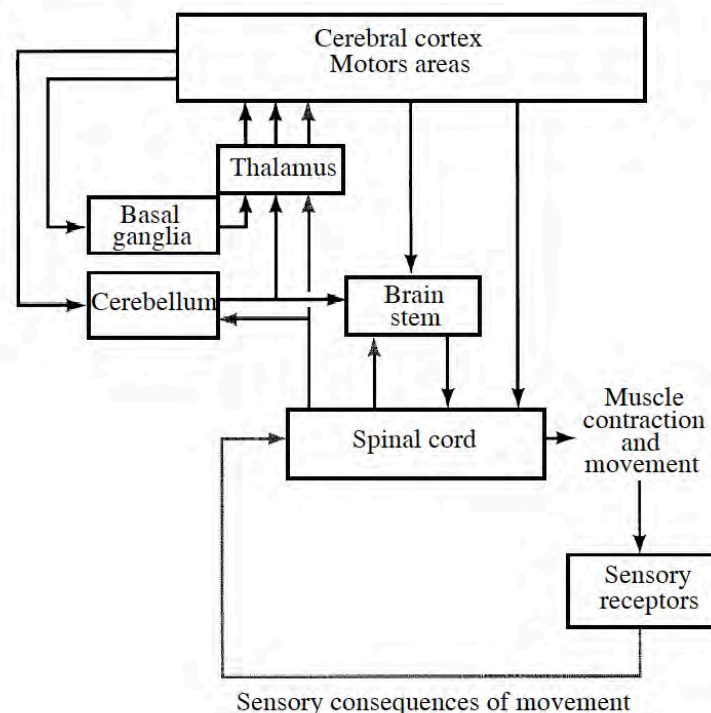 Cerebral cortex
Motors areas
Thalamus
Basal
ganglia
Cerebellum
Brain
stem
Spinal cord
Muscle
contraction
and
movement
Sensory
receptors
Sensory consequences of movement